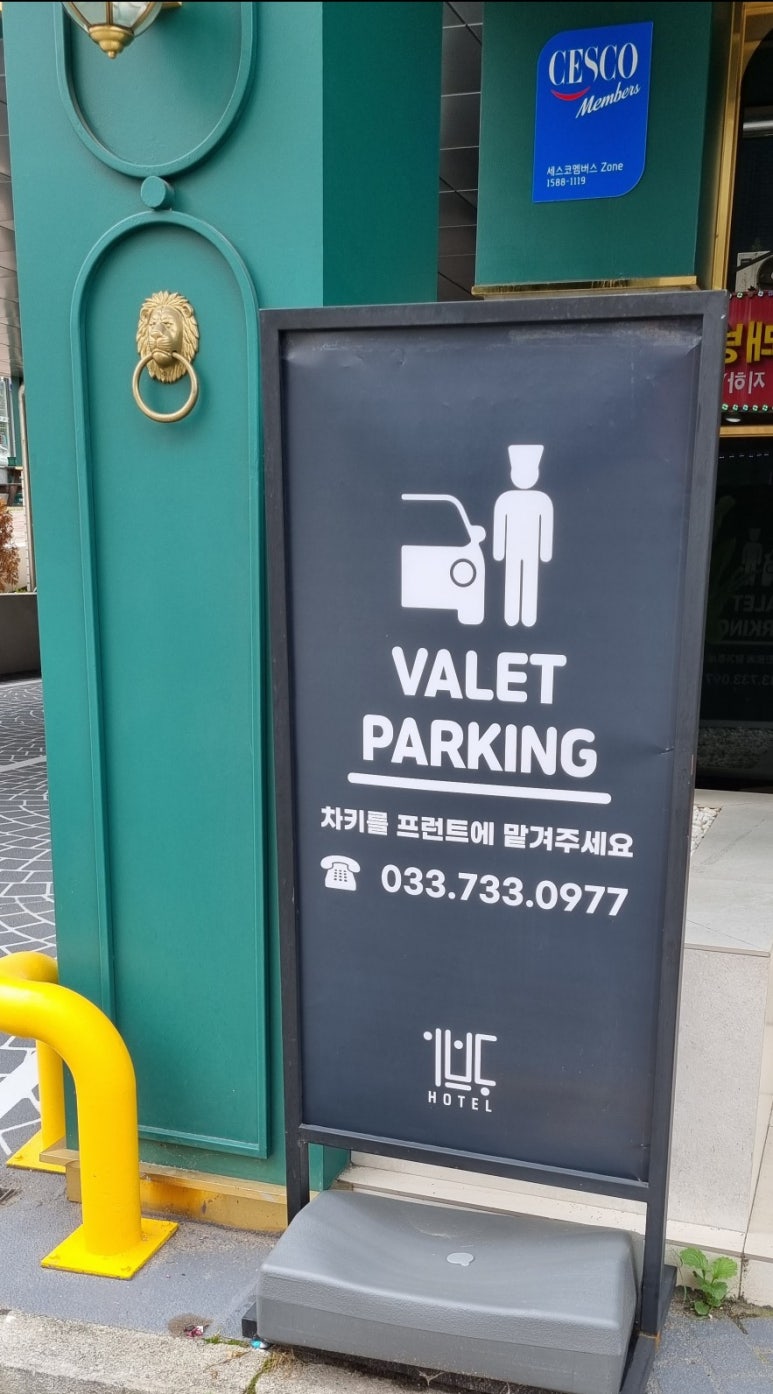 CESCO
Members
세스코멤버스 Zone
1588-1119
VALET
PARKING
차키를 프런트에 맡겨주세요
033.733.0977
HOTEL